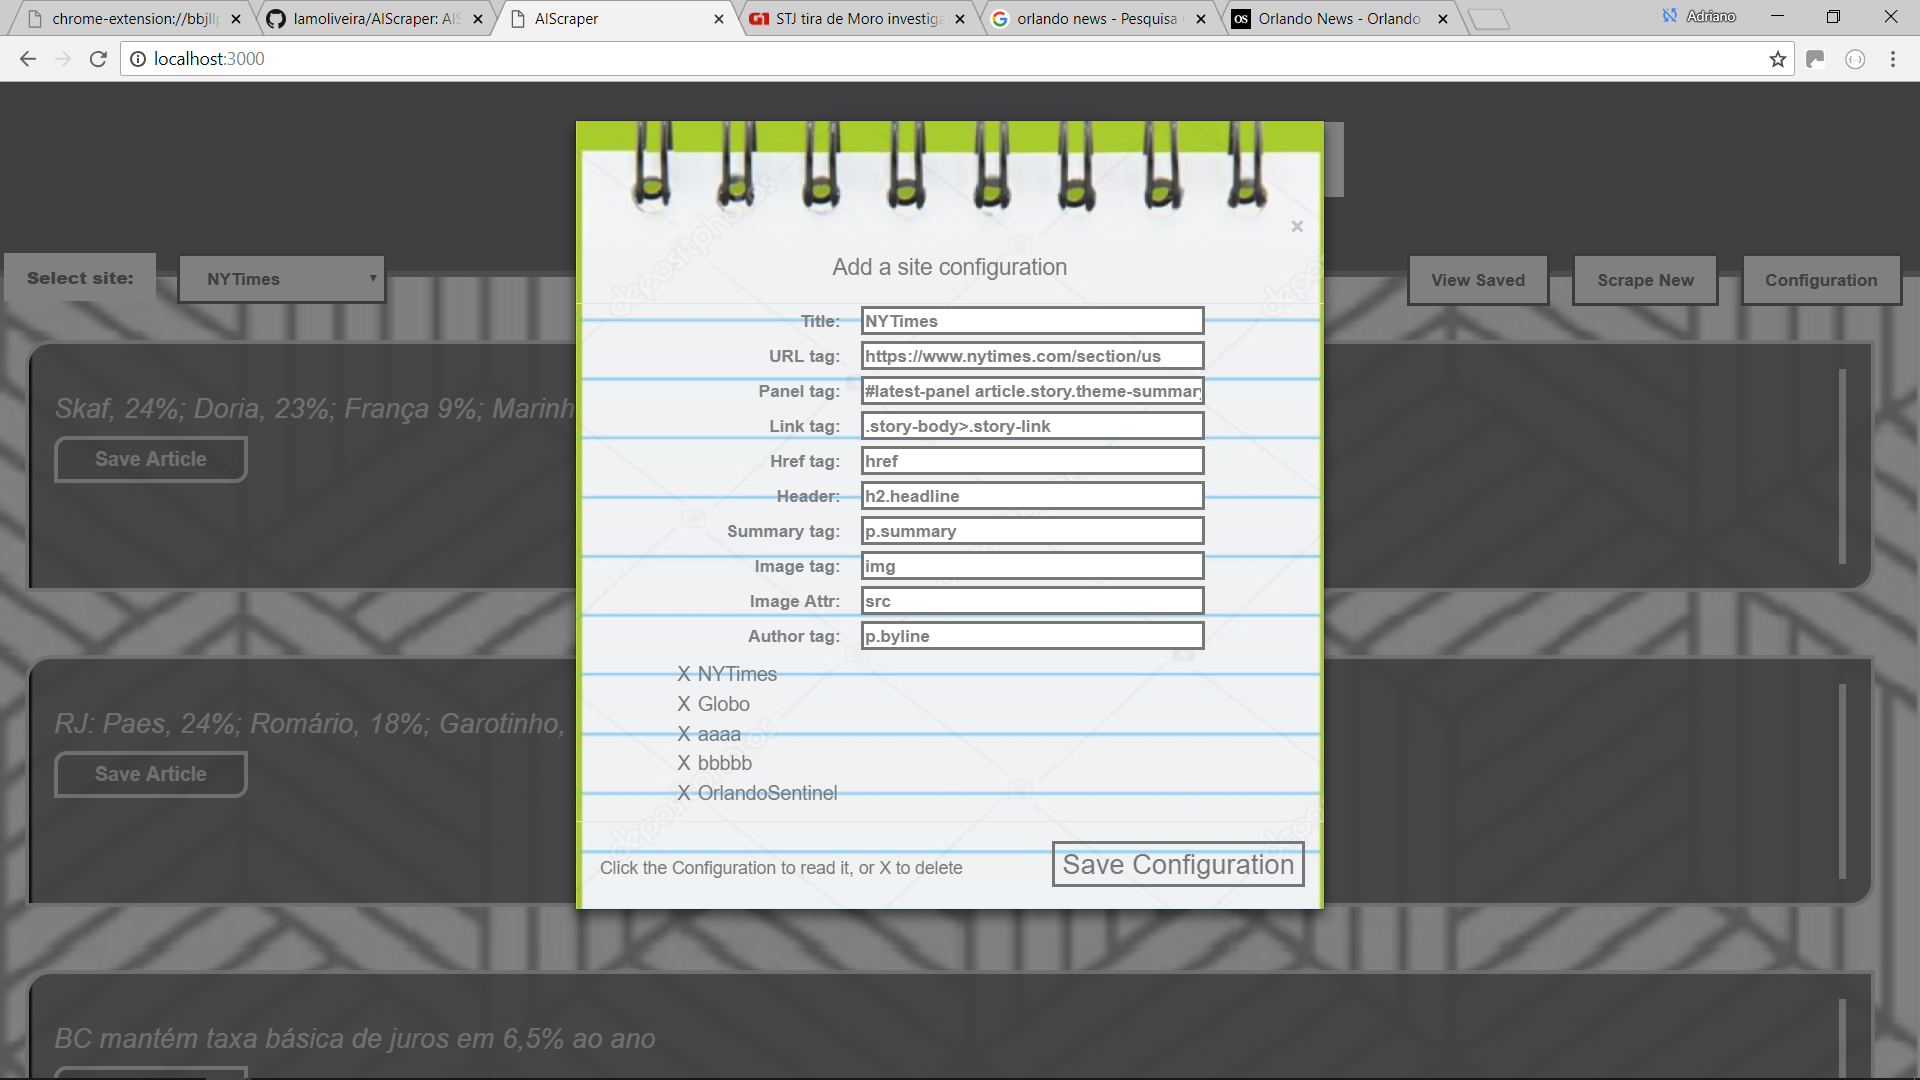 chrome-extension://bbjllp
lamoliveira/AIScraper: AIS
AIScraper
STJ tira de Moro investiga
orlando news - Pesquisa
Orlando News - Orlando
Adriano
localhost:3000
Select site:
NYTimes
View Saved
Scrape New
Configuration
Add a site configuration
Title: NYTimes
URL tag: https://www.nytimes.com/section/us
Panel tag: #latest-panel article.story.theme-summary
Link tag: .story-body>.story-link
Href tag: href
Header: h2.headline
Summary tag: p.summary
Image tag: img
Image Attr: src
Author tag: p.byline
X NYTimes
X Globo
X aaaa
X bbbbb
X OrlandoSentinel
Click the Configuration to read it, or X to delete
Save Configuration
Skaf, 24%; Doria, 23%; França 9%; Marinh
Save Article
RJ: Paes, 24%; Romário, 18%; Garotinho,
Save Article
BC mantém taxa básica de juros em 6,5% ao ano
depositphotos